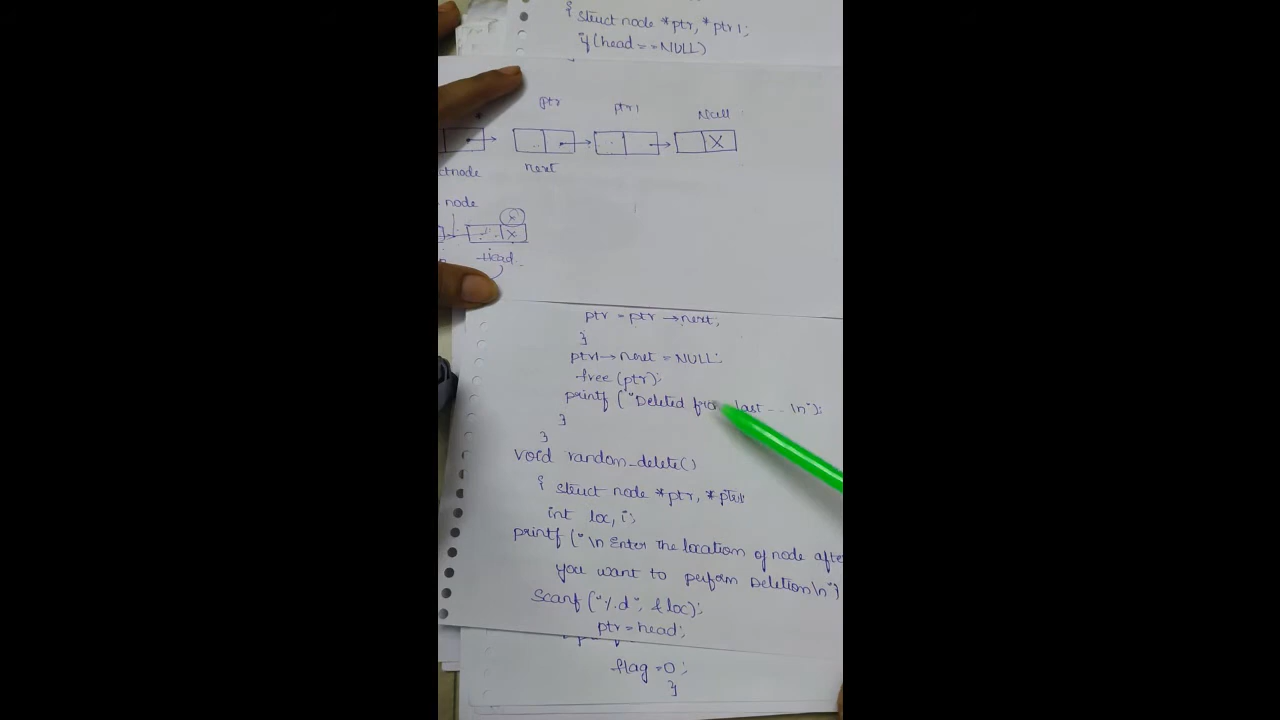 { struct node *ptr, *ptr1;
if(head==NULL)
ptr ptr1 Null
X
next
node
X
X
Head
ptr = ptr →next;
}
ptr1→next = NULL;
free (ptr);
printf ("Deleted from last - - \n");
}
}
void random_delete()
{ struct node *ptr, *ptr1
int loc, i;
printf ("\n Enter the location of node afte
you want to perform Deletion\n")
Scanf ("%d", &loc);
ptr = head;
flag =0 ;
}